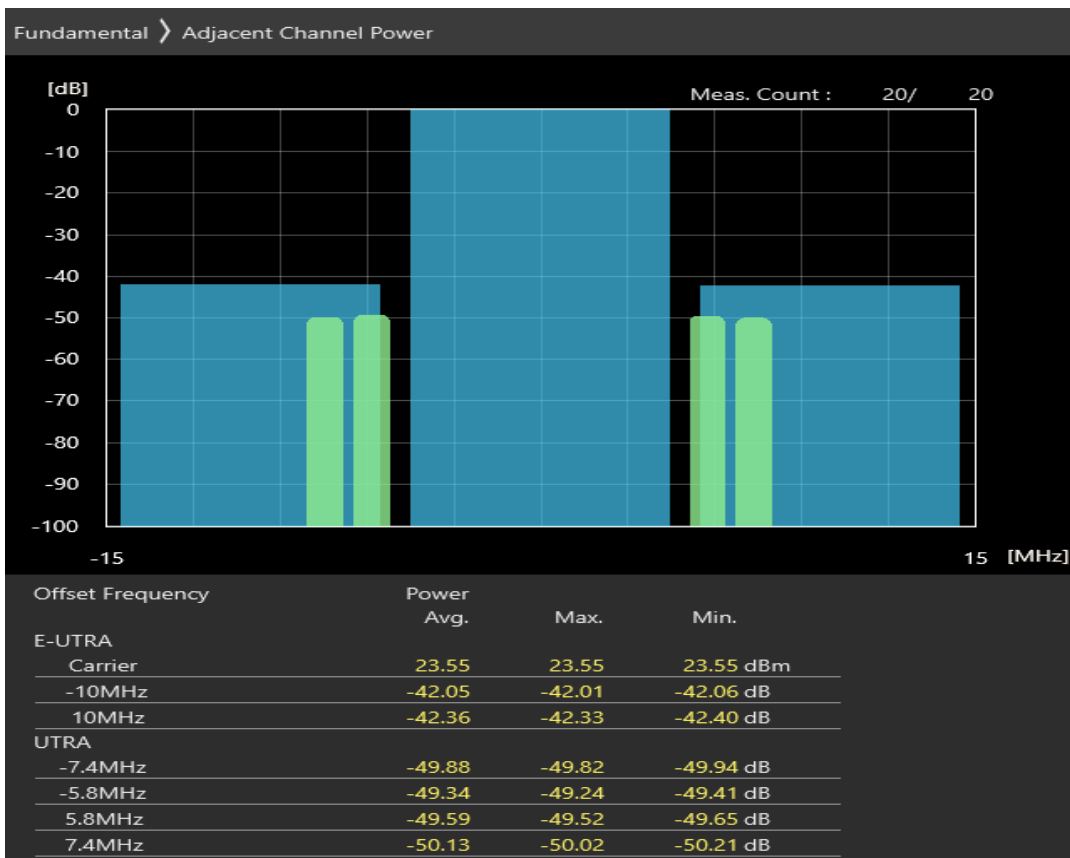 Fundamental ❭ Adjacent Channel Power
[dB]
Meas. Count : 20/ 20
0
-10
-20
-30
-40
-50
-60
-70
-80
-90
-100
-15 15 [MHz]
Offset Frequency Power
Avg. Max. Min.
E-UTRA
Carrier 23.55 23.55 23.55 dBm
-10MHz -42.05 -42.01 -42.06 dB
10MHz -42.36 -42.33 -42.40 dB
UTRA
-7.4MHz -49.88 -49.82 -49.94 dB
-5.8MHz -49.34 -49.24 -49.41 dB
5.8MHz -49.59 -49.52 -49.65 dB
7.4MHz -50.13 -50.02 -50.21 dB